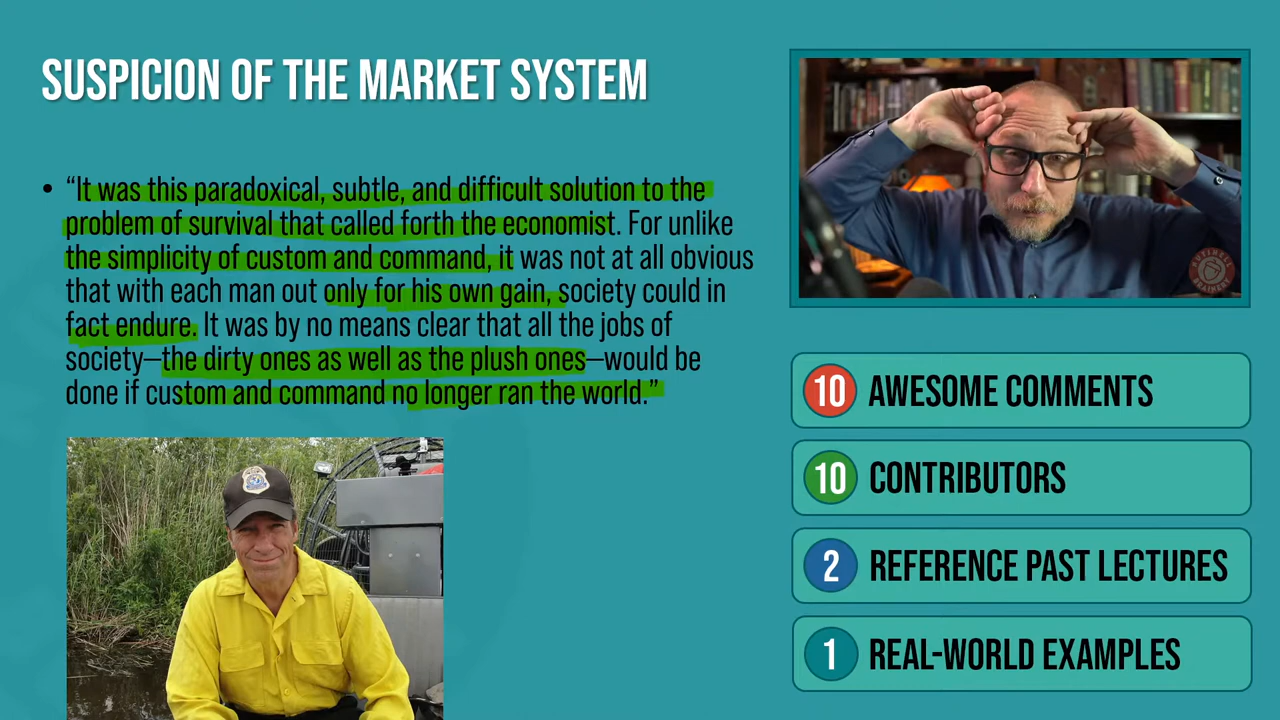 SUSPICION OF THE MARKET SYSTEM
• “It was this paradoxical, subtle, and difficult solution to the
problem of survival that called forth the economist. For unlike
the simplicity of custom and command, it was not at all obvious
that with each man out only for his own gain, society could in
fact endure. It was by no means clear that all the jobs of
society—the dirty ones as well as the plush ones—would be
done if custom and command no longer ran the world.”
10 AWESOME COMMENTS
10 CONTRIBUTORS
2 REFERENCE PAST LECTURES
1 REAL-WORLD EXAMPLES